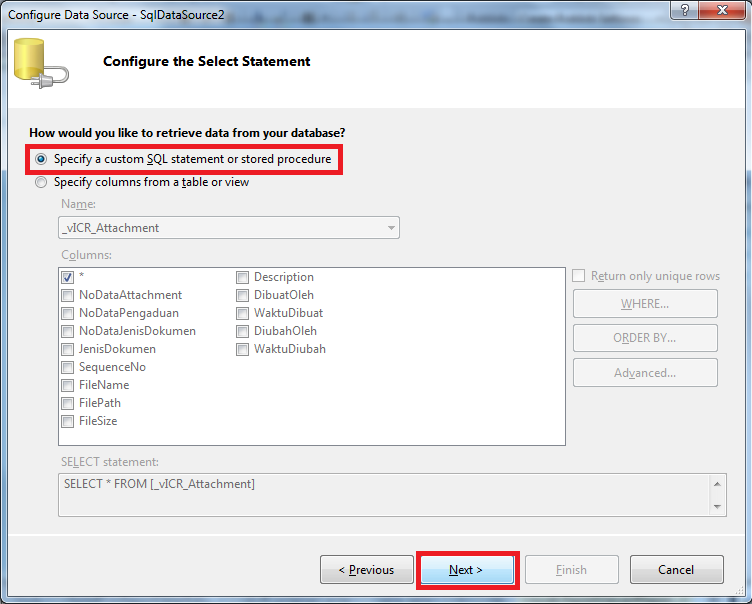 Configure Data Source - SqlDataSource2
?
Configure the Select Statement
How would you like to retrieve data from your database?
Specify a custom SQL statement or stored procedure
Specify columns from a table or view
Name:
_vICR_Attachment
Columns:
*
NoDataAttachment
NoDataPengaduan
NoDataJenisDokumen
JenisDokumen
SequenceNo
FileName
FilePath
FileSize
Description
DibuatOleh
WaktuDibuat
DiubahOleh
WaktuDiubah
Return only unique rows
WHERE...
ORDER BY...
Advanced...
SELECT statement:
SELECT * FROM [_vICR_Attachment]
< Previous
Next >
Finish
Cancel